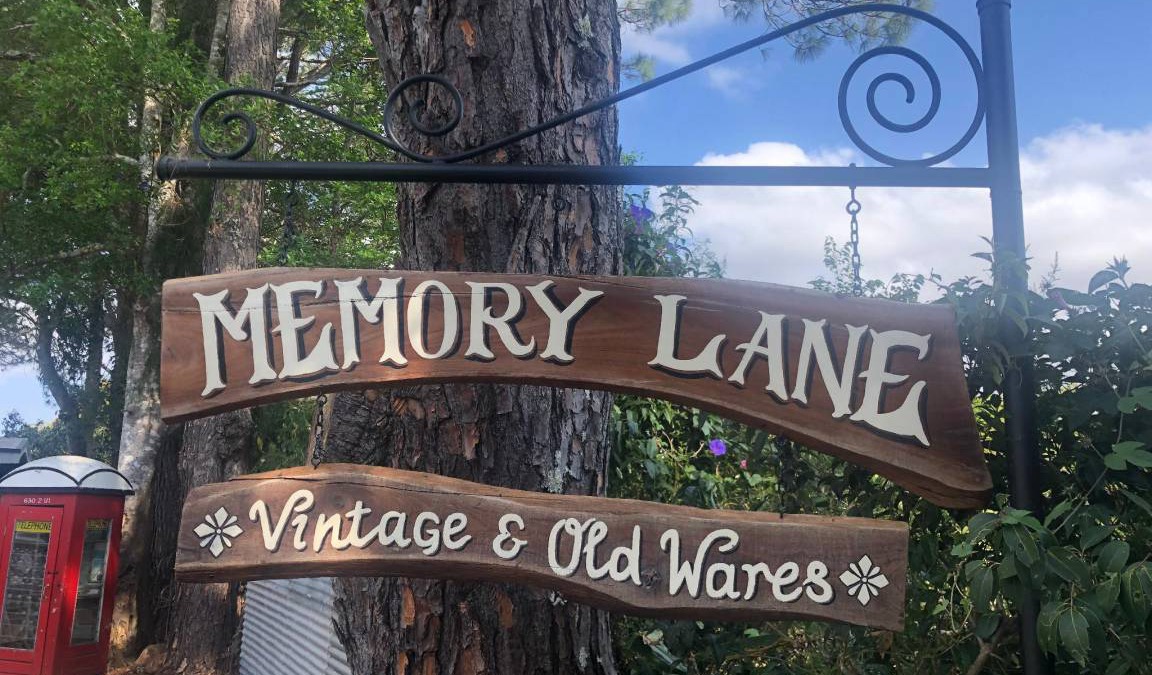 MEMORY LANE
Vintage & Old Wares
TELEPHONE